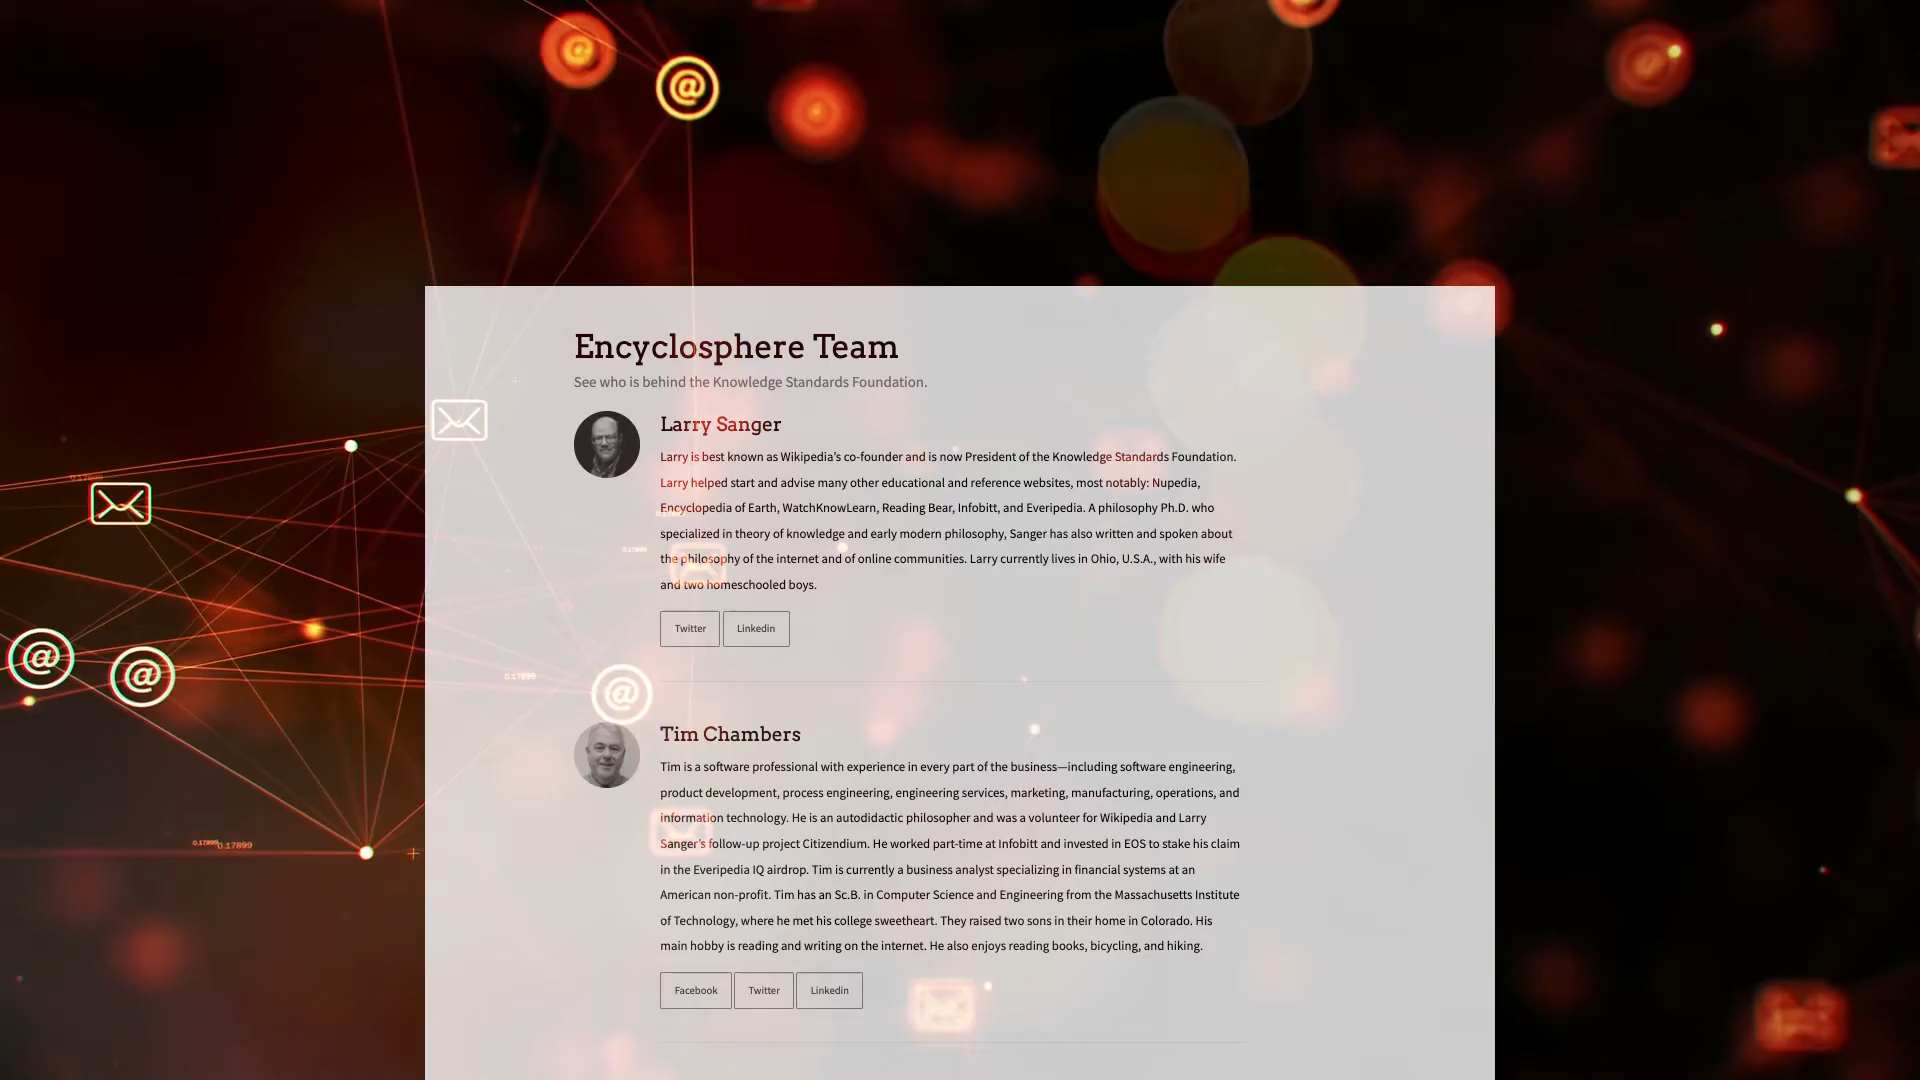 @
@
Encyclosphere Team
See who is behind the Knowledge Standards Foundation.
Larry Sanger
Larry is best known as Wikipedia’s co-founder and is now President of the Knowledge Standards Foundation.
Larry helped start and advise many other educational and reference websites, most notably: Nupedia,
Encyclopedia of Earth, WatchKnowLearn, Reading Bear, Infobitt, and Everipedia. A philosophy Ph.D. who
specialized in theory of knowledge and early modern philosophy, Sanger has also written and spoken about
0.17899
the philosophy of the internet and of online communities. Larry currently lives in Ohio, U.S.A., with his wife
and two homeschooled boys.
Twitter Linkedin
@
@
0.17899
@
Tim Chambers
Tim is a software professional with experience in every part of the business—including software engineering,
product development, process engineering, engineering services, marketing, manufacturing, operations, and
information technology. He is an autodidactic philosopher and was a volunteer for Wikipedia and Larry
Sanger’s follow-up project Citizendium. He worked part-time at Infobitt and invested in EOS to stake his claim
0.17899 0.17899
in the Everipedia IQ airdrop. Tim is currently a business analyst specializing in financial systems at an
American non-profit. Tim has an Sc.B. in Computer Science and Engineering from the Massachusetts Institute
of Technology, where he met his college sweetheart. They raised two sons in their home in Colorado. His
main hobby is reading and writing on the internet. He also enjoys reading books, bicycling, and hiking.
Facebook Twitter Linkedin